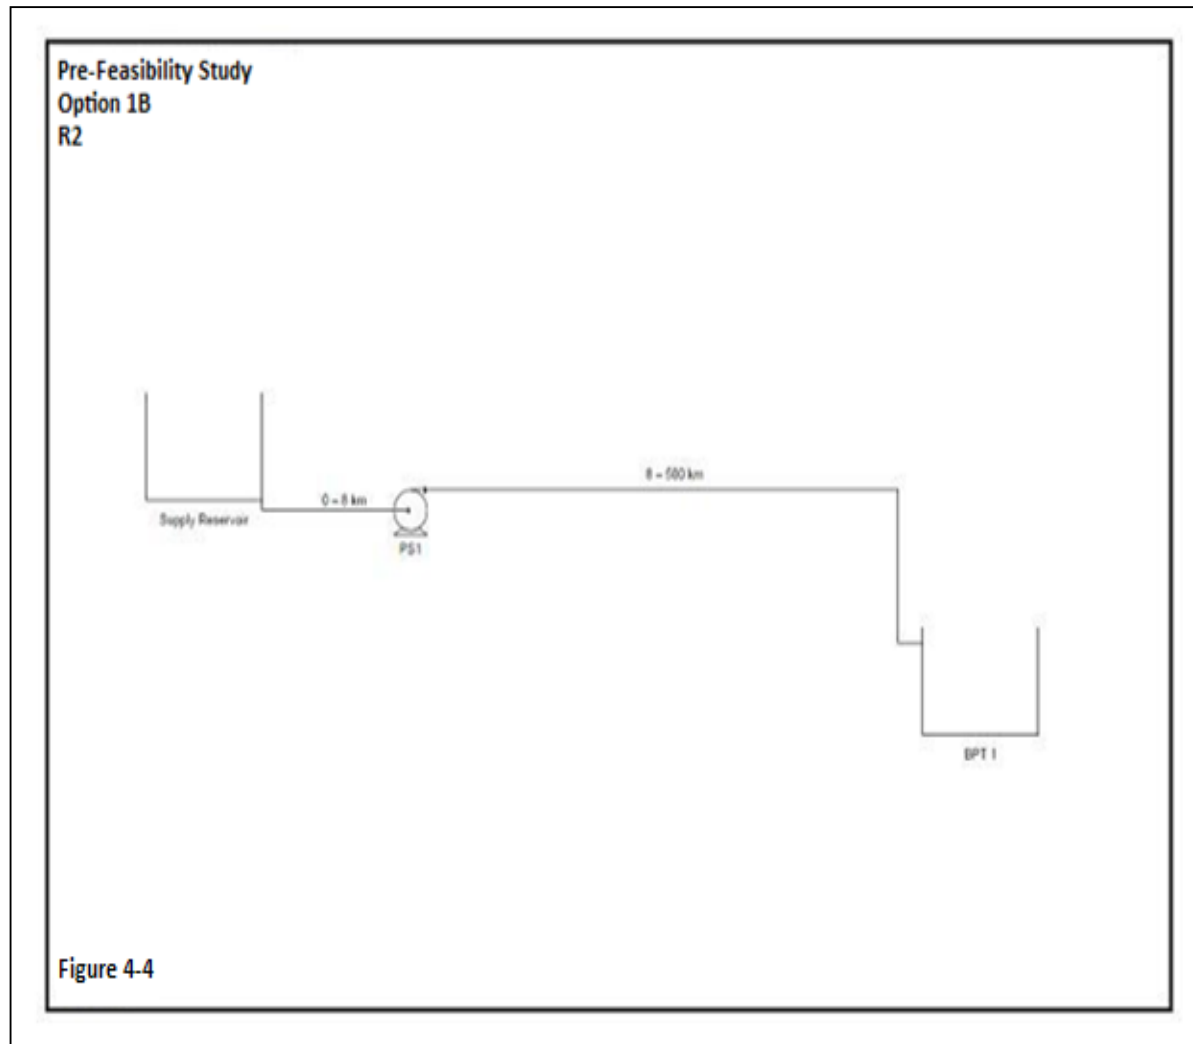 Pre-Feasibility Study
Option 1B
R2
0 – 8 km
8 – 500 km
Supply Reservoir
PS1
BPT 1
Figure 4-4